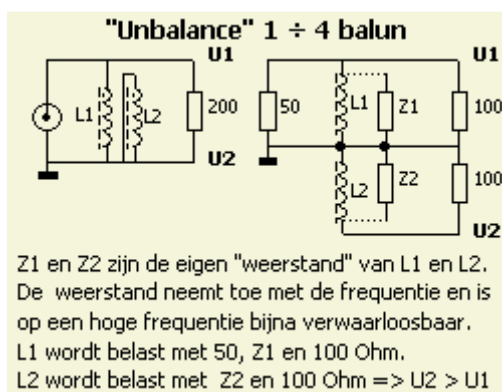 "Unbalance" 1 ÷ 4 balun
U1 U1
L1 L2 200 50 L1 Z1 100
U2
L2 Z2 100
U2
Z1 en Z2 zijn de eigen "weerstand" van L1 en L2.
De weerstand neemt toe met de frequentie en is
op een hoge frequentie bijna verwaarloosbaar.
L1 wordt belast met 50, Z1 en 100 Ohm.
L2 wordt belast met Z2 en 100 Ohm => U2 > U1